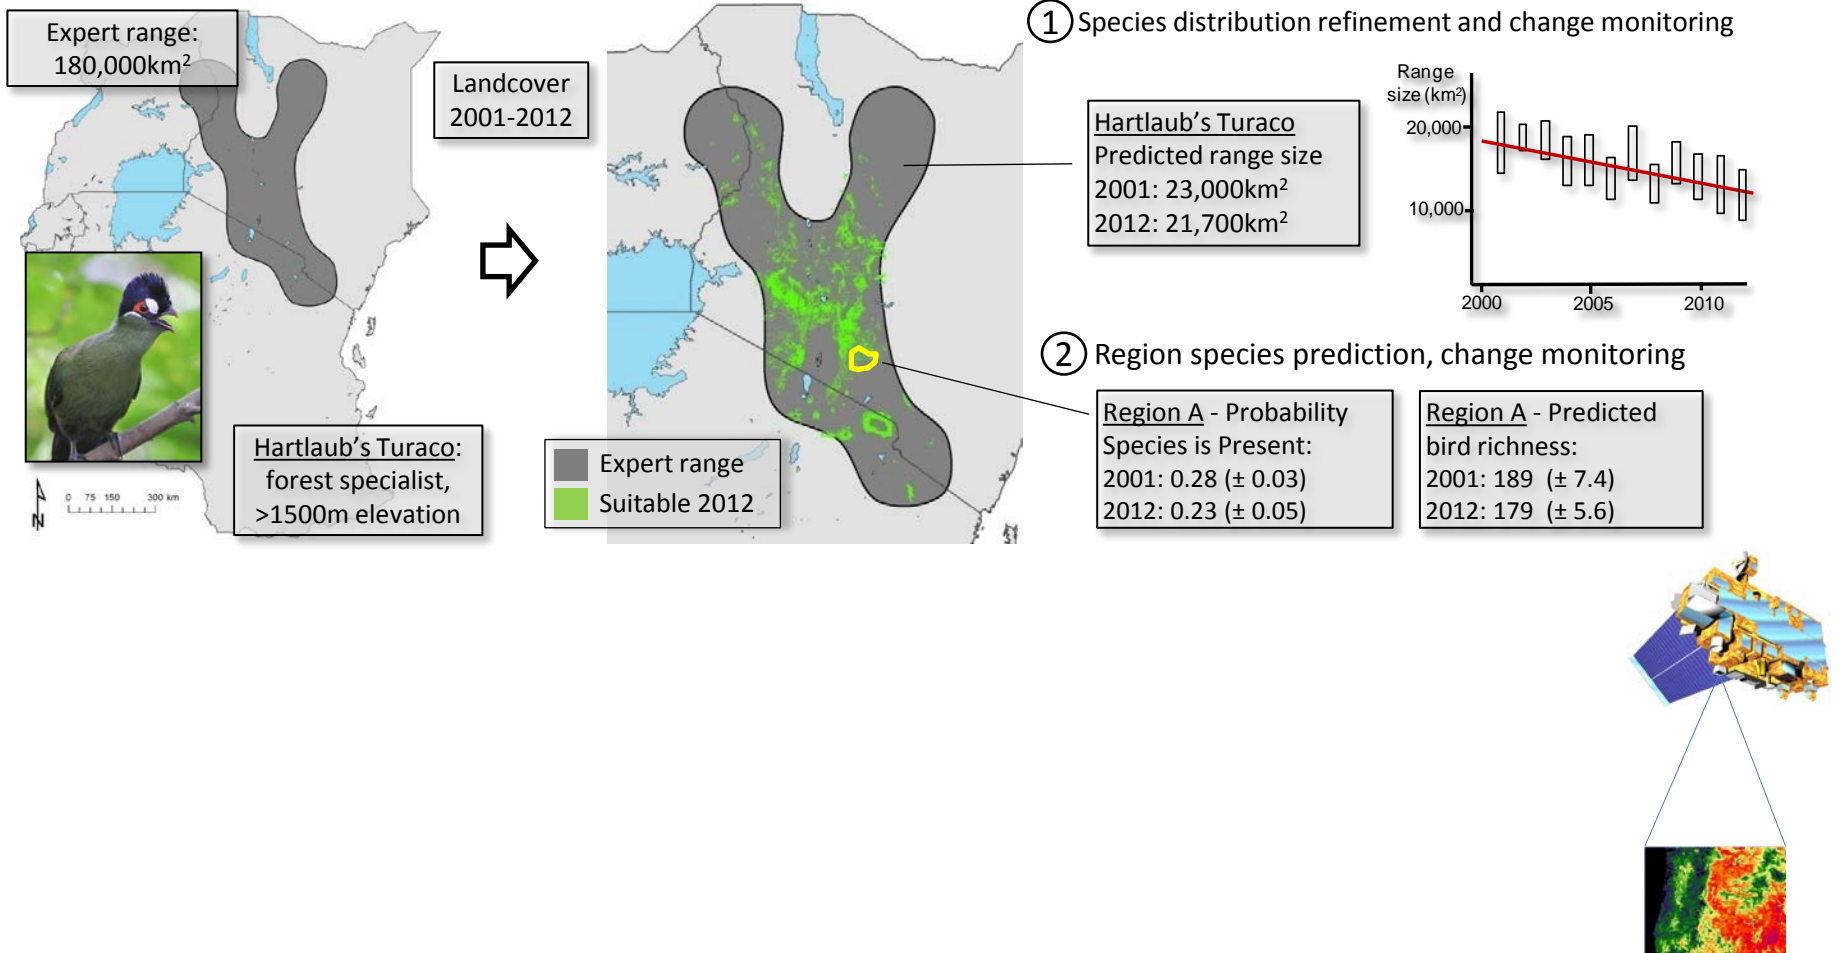 Expert range:
180,000km²
Landcover
2001-2012
Hartlaub's Turaco:
forest specialist,
>1500m elevation
0 75 150 300 km
N
Expert range
Suitable 2012
① Species distribution refinement and change monitoring
Hartlaub's Turaco
Predicted range size
2001: 23,000km²
2012: 21,700km²
Range
size (km²)
20,000
10,000
2000 2005 2010
② Region species prediction, change monitoring
Region A - Probability
Species is Present:
2001: 0.28 (± 0.03)
2012: 0.23 (± 0.05)
Region A - Predicted
bird richness:
2001: 189 (± 7.4)
2012: 179 (± 5.6)